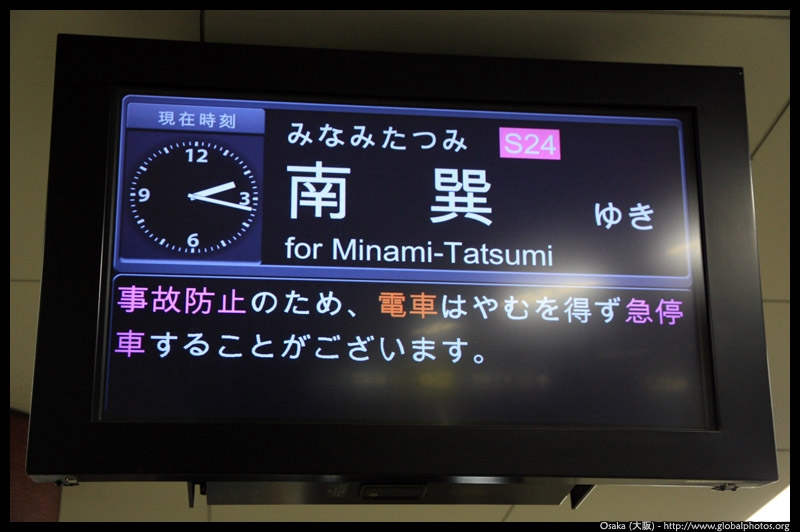 現在時刻
12
3
6
9
みなみたつみ S24
南 巽 ゆき
for Minami-Tatsumi
事故防止のため、電車はやむを得ず急停
車することがございます。
Osaka (大阪) - http://www.globalphotos.org